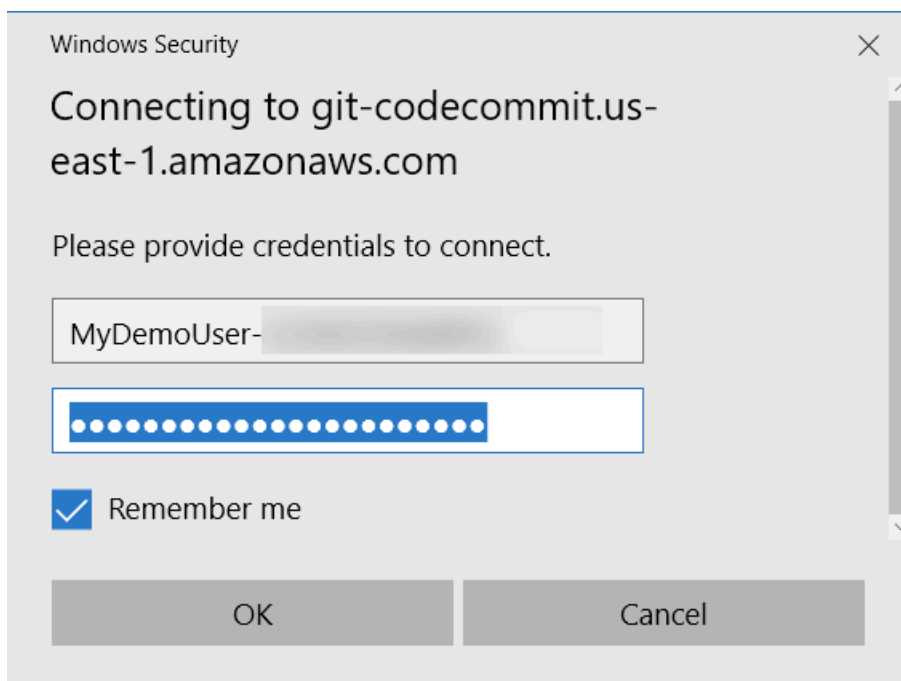 Windows Security
Connecting to git-codecommit.us-
east-1.amazonaws.com
Please provide credentials to connect.
MyDemoUser-
Remember me
OK
Cancel